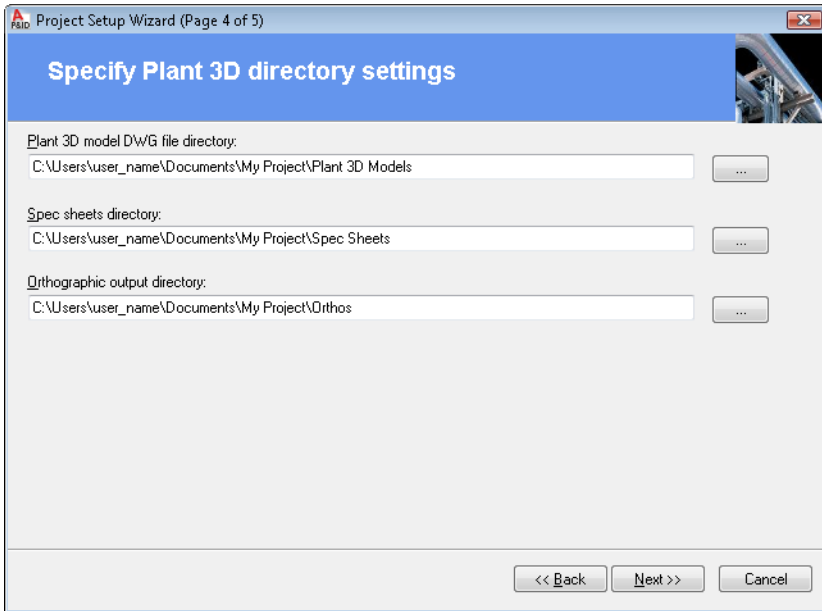 A P&ID Project Setup Wizard (Page 4 of 5)
Specify Plant 3D directory settings
Plant 3D model DWG file directory:
C:\Users\user_name\Documents\My Project\Plant 3D Models
...
Spec sheets directory:
C:\Users\user_name\Documents\My Project\Spec Sheets
...
Orthographic output directory:
C:\Users\user_name\Documents\My Project\Orthos
...
<< Back Next >> Cancel